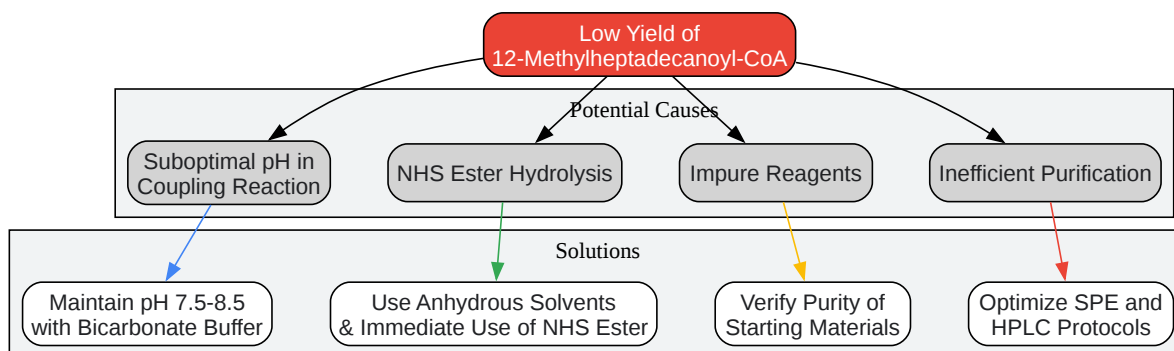 Low Yield of
12-Methylheptadecanoyl-CoA
Potential Causes
Suboptimal pH in
Coupling Reaction
NHS Ester Hydrolysis
Impure Reagents
Inefficient Purification
Solutions
Maintain pH 7.5-8.5
with Bicarbonate Buffer
Use Anhydrous Solvents
& Immediate Use of NHS Ester
Verify Purity of
Starting Materials
Optimize SPE and
HPLC Protocols